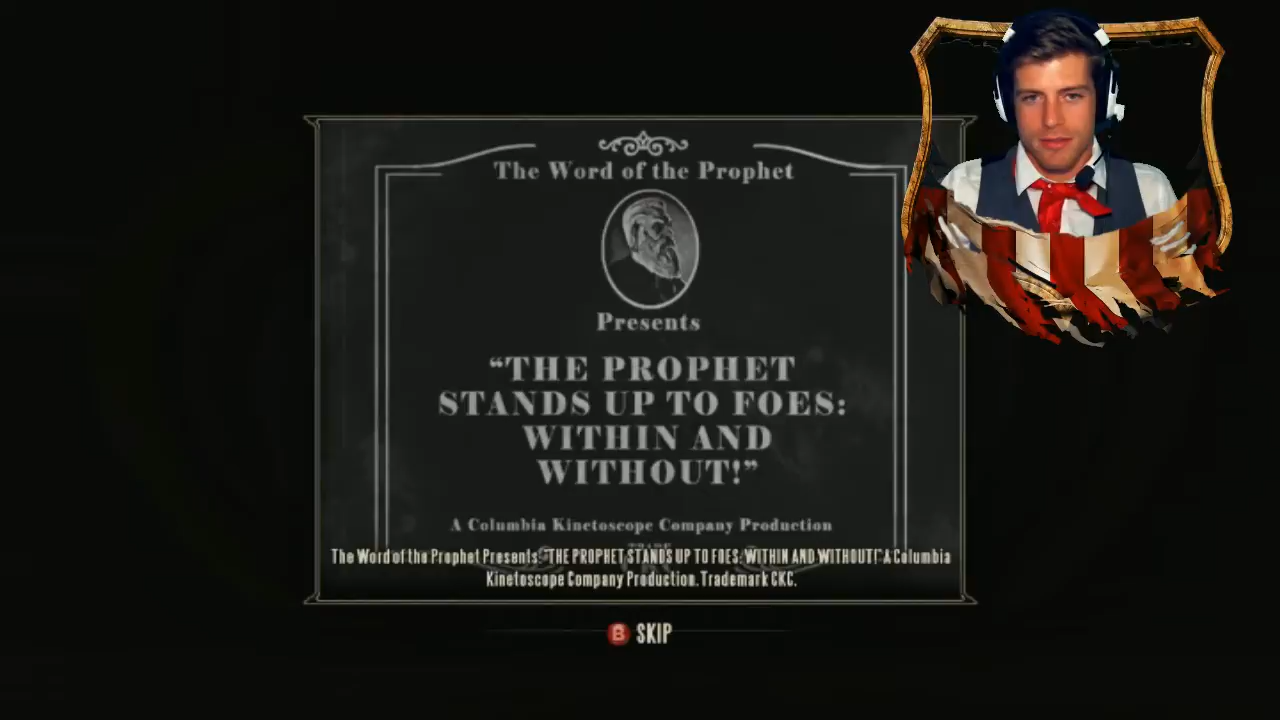 The Word of the Prophet
Presents
“THE PROPHET
STANDS UP TO FOES:
WITHIN AND
WITHOUT!”
A Columbia Kinetoscope Company Production
TRADE
The Word of the Prophet Presents: "THE PROPHET STANDS UP TO FOES: WITHIN AND WITHOUT!" A Columbia
Kinetoscope Company Production. Trademark CKC.
B SKIP